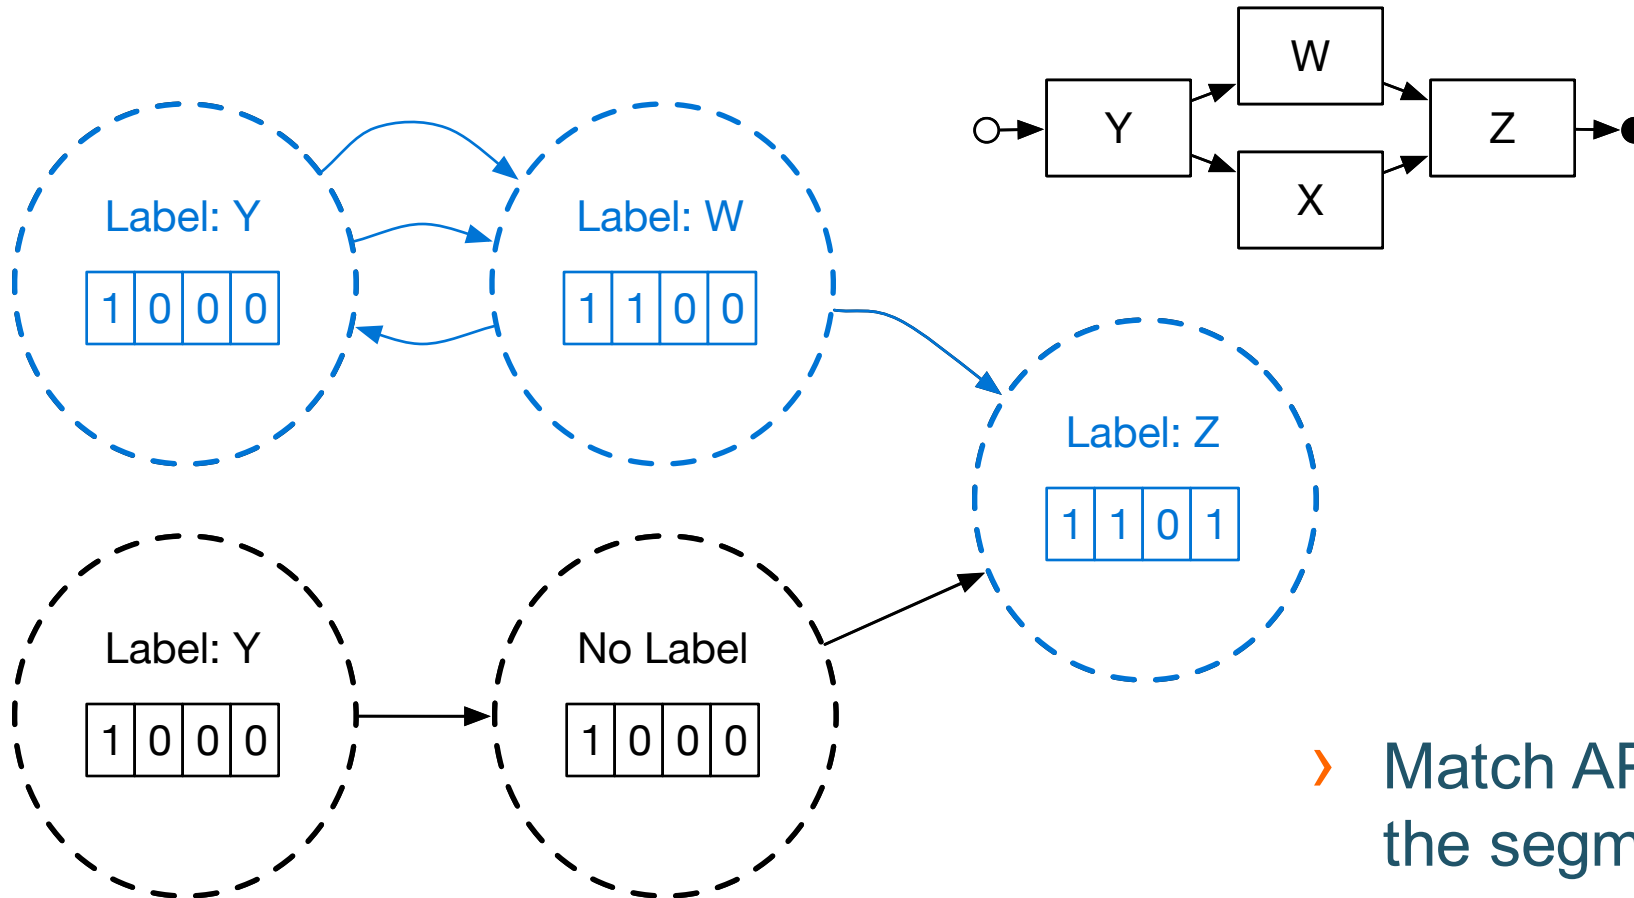 W
Y
Z
X
Label: Y
1 0 0 0
Label: W
1 1 0 0
Label: Z
1 1 0 1
Label: Y
1 0 0 0
No Label
1 0 0 0
› Match
the